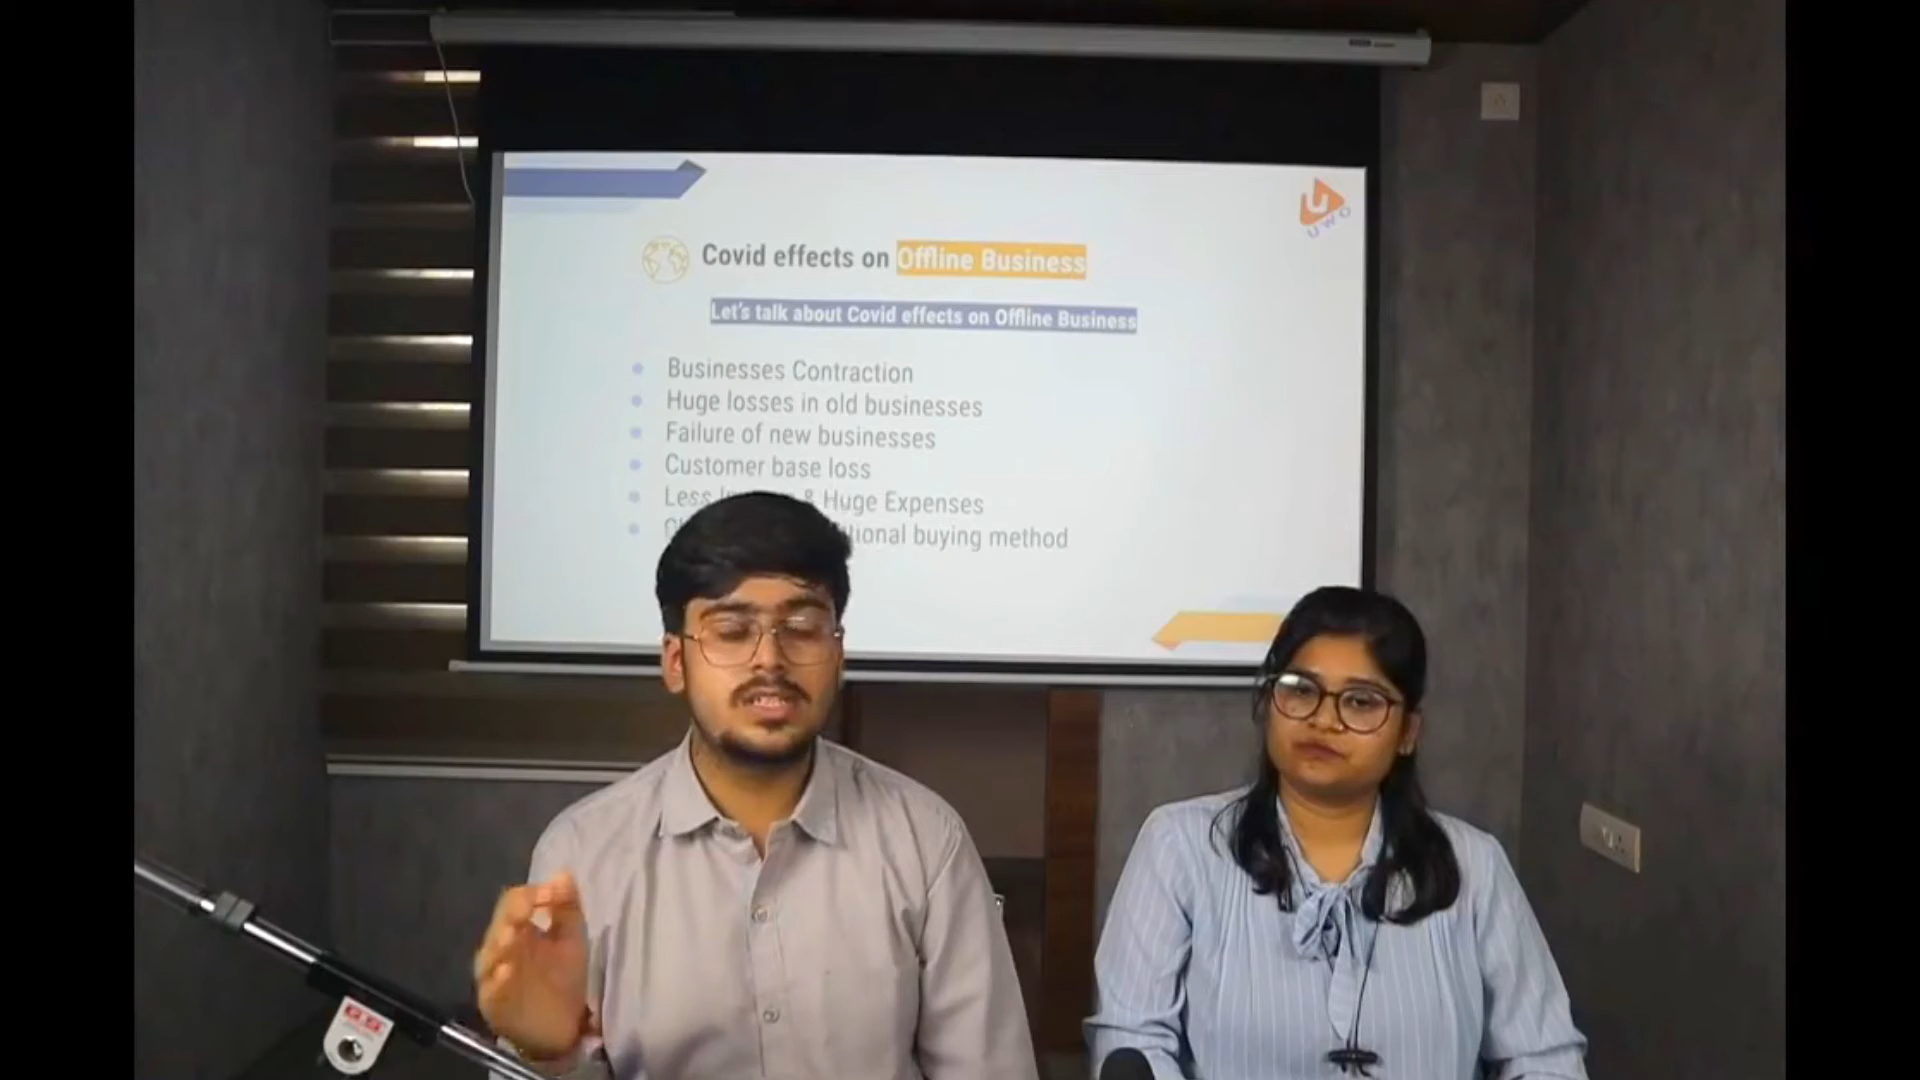 u
UWO
Covid effects on Offline Business
Let's talk about Covid effects on Offline Business
Businesses Contraction
Huge losses in old businesses
Failure of new businesses
Customer base loss
Less & Huge Expenses
buying method